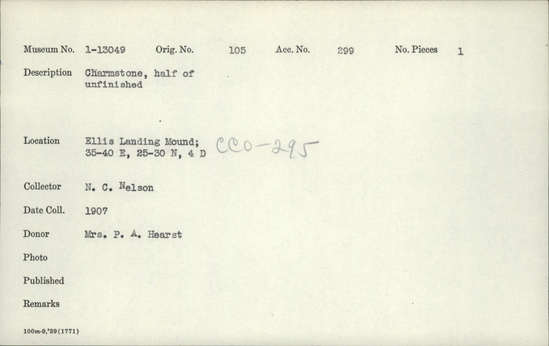 Museum No. 1-13049 Orig. No. 105 Acc. No. 299 No. Pieces 1
Description Charmstone, half of
unfinished
Location Ellis Landing Mound;
35-40 E, 25-30 N, 4 D CCO-295
Collector N. C. Nelson
Date Coll. 1907
Donor Mrs. P. A. Hearst
Photo
Published
Remarks
100m-9,'29(1771)